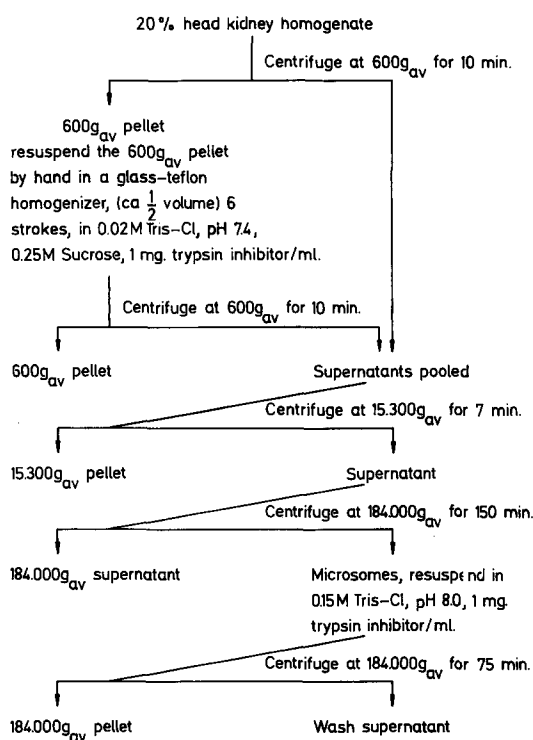 20% head kidney homogenate
Centrifuge at 600g_av for 10 min.
600g_av pellet
resuspend the 600g_av pellet
by hand in a glass-teflon
homogenizer, (ca 1/2 volume) 6
strokes, in 0.02M Tris-Cl, pH 7.4,
0.25M Sucrose, 1 mg. trypsin inhibitor/ml.
Centrifuge at 600g_av for 10 min.
600g_av pellet
Supernatants pooled
Centrifuge at 15.300g_av for 7 min.
15.300g_av pellet
Supernatant
Centrifuge at 184.000g_av for 150 min.
184.000g_av supernatant
Microsomes, resuspend in
0.15M Tris-Cl, pH 8.0, 1 mg.
trypsin inhibitor/ml.
Centrifuge at 184.000g_av for 75 min.
184.000g_av pellet
Wash supernatant